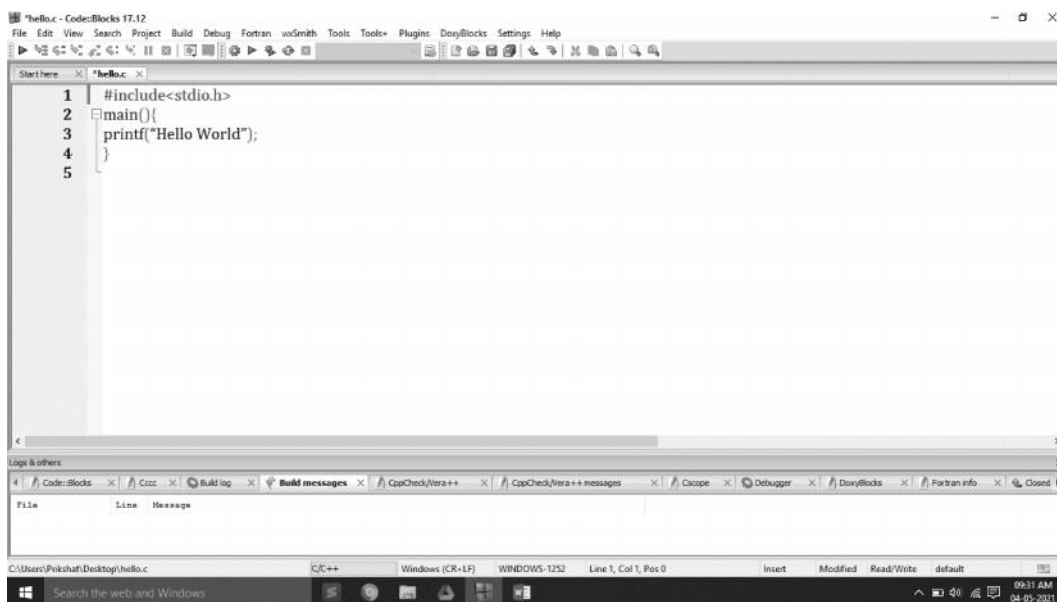 *hello.c - Code::Blocks 17.12
File Edit View Search Project Build Debug Fortran wxSmith Tools Tools+ Plugins DoxyBlocks Settings Help
Start here *hello.c
1 #include<stdio.h>
2 main(){
3 printf("Hello World");
4 }
5
Logs & others
Code::Blocks Cccc Build log Build messages CppCheck/Vera++ CppCheck/Vera++ messages Cscope Debugger DoxyBlocks Fortran info Closed
File Line Message
C:\Users\Prikshat\Desktop\hello.c C/C++ Windows (CR+LF) WINDOWS-1252 Line 1, Col 1, Pos 0 Insert Modified Read/Write default
Search the web and Windows 09:31 AM
04-05-2021